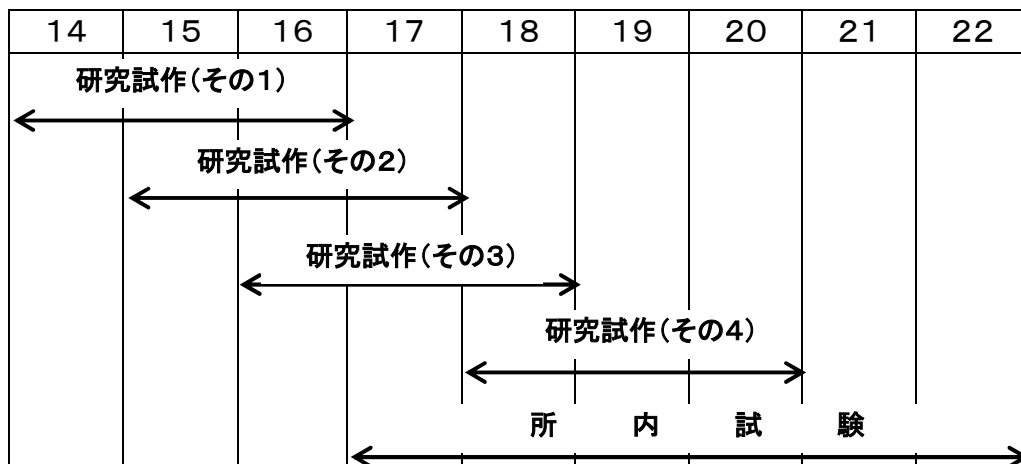 14 15 16 17 18 19 20 21 22
研究試作(その1)
研究試作(その2)
研究試作(その3)
研究試作(その4)
所 内 試 験